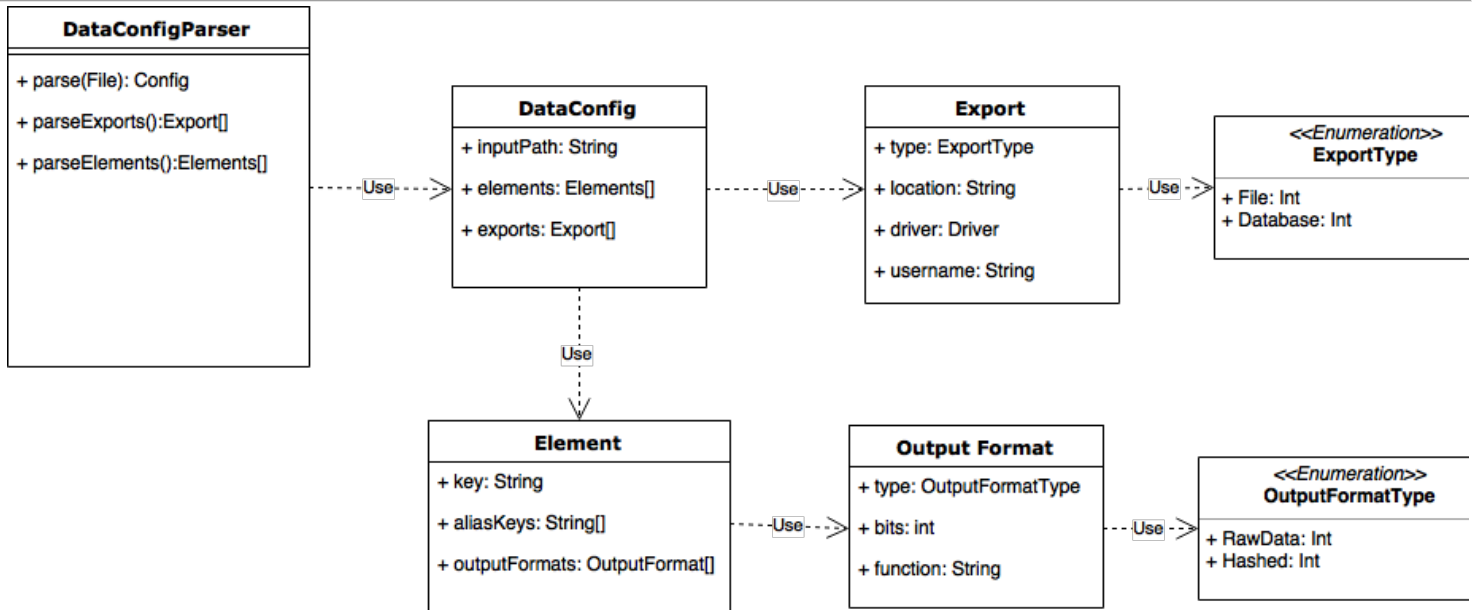 DataConfigParser
+ parse(File): Config
+ parseExports():Export[]
+ parseElements():Elements[]
Use
DataConfig
+ inputPath: String
+ elements: Elements[]
+ exports: Export[]
Use
Export
+ type: ExportType
+ location: String
+ driver: Driver
+ username: String
Use
<<Enumeration>>
ExportType
+ File: Int
+ Database: Int
Use
Element
+ key: String
+ aliasKeys: String[]
+ outputFormats: OutputFormat[]
Use
Output Format
+ type: OutputFormatType
+ bits: int
+ function: String
Use
<<Enumeration>>
OutputFormatType
+ RawData: Int
+ Hashed: Int